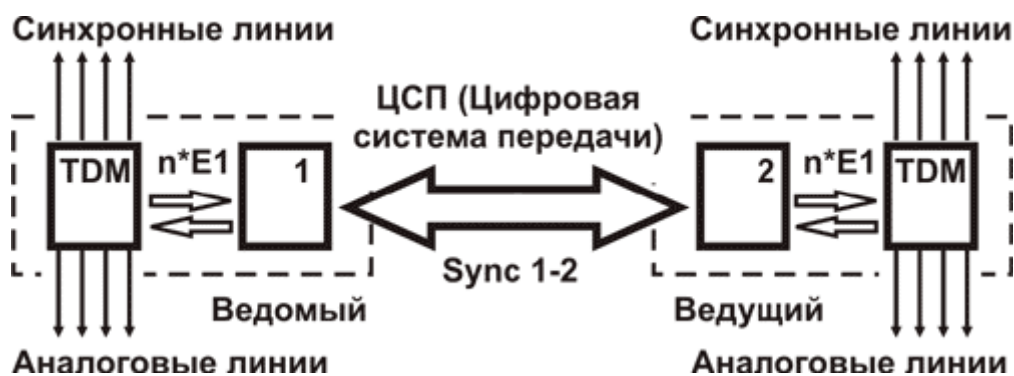 Синхронные линии
Синхронные линии
ЦСП (Цифровая
система передачи)
TDM
n*E1
1
2
n*E1
TDM
Sync 1-2
Ведомый
Ведущий
Аналоговые линии
Аналоговые линии